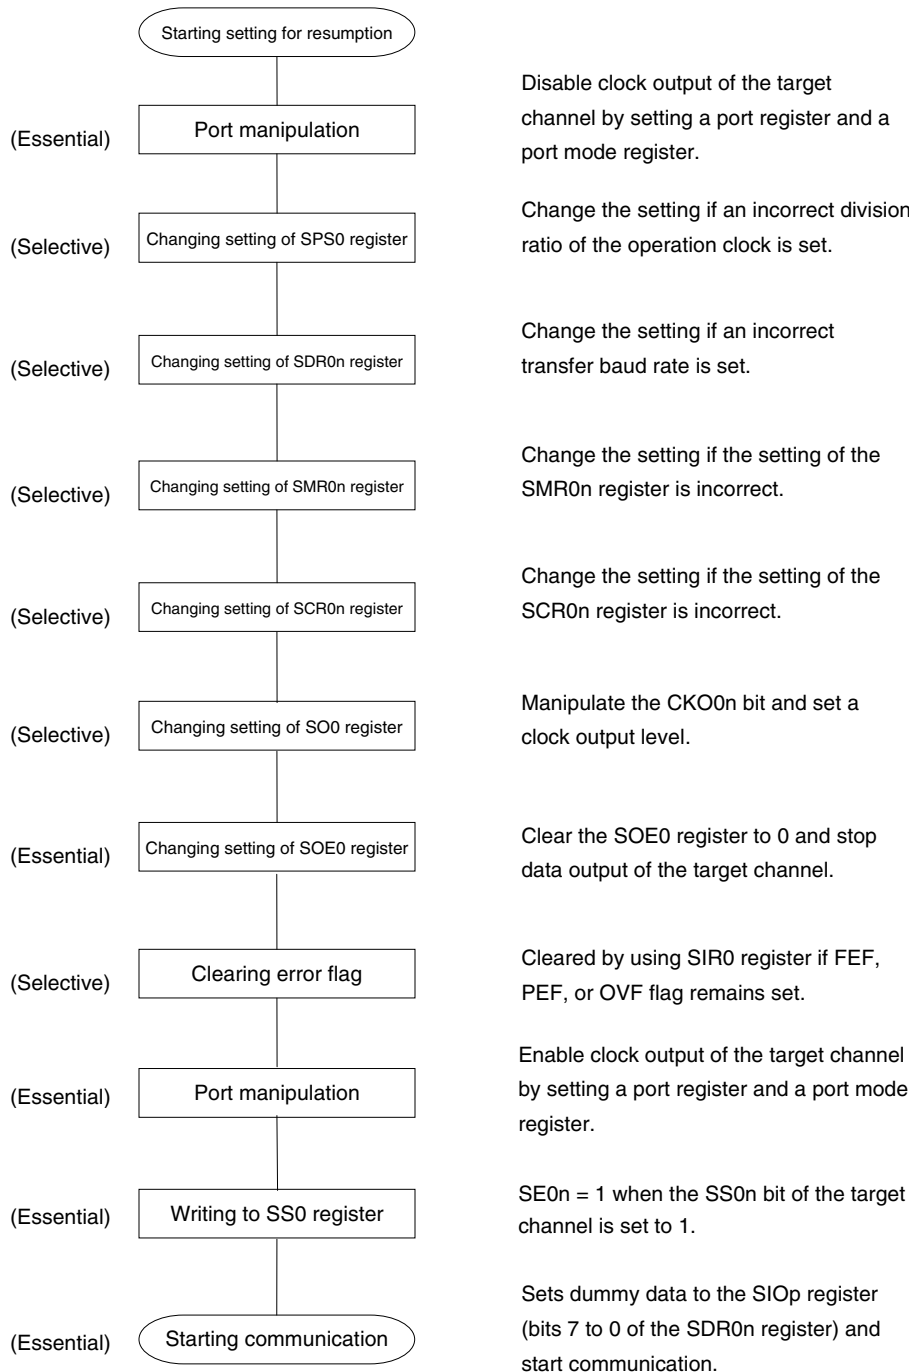 Starting setting for resumption
(Essential)
Port manipulation
Disable clock output of the target
channel by setting a port register and a
port mode register.
(Selective)
Changing setting of SPS0 register
Change the setting if an incorrect division
ratio of the operation clock is set.
(Selective)
Changing setting of SDR0n register
Change the setting if an incorrect
transfer baud rate is set.
(Selective)
Changing setting of SMR0n register
Change the setting if the setting of the
SMR0n register is incorrect.
(Selective)
Changing setting of SCR0n register
Change the setting if the setting of the
SCR0n register is incorrect.
(Selective)
Changing setting of SO0 register
Manipulate the CKO0n bit and set a
clock output level.
(Essential)
Changing setting of SOE0 register
Clear the SOE0 register to 0 and stop
data output of the target channel.
(Selective)
Clearing error flag
Cleared by using SIR0 register if FEF,
PEF, or OVF flag remains set.
(Essential)
Port manipulation
Enable clock output of the target channel
by setting a port register and a port mode
register.
(Essential)
Writing to SS0 register
SE0n = 1 when the SS0n bit of the target
channel is set to 1.
(Essential)
Starting communication
Sets dummy data to the SIOp register
(bits 7 to 0 of the SDR0n register) and
start communication.